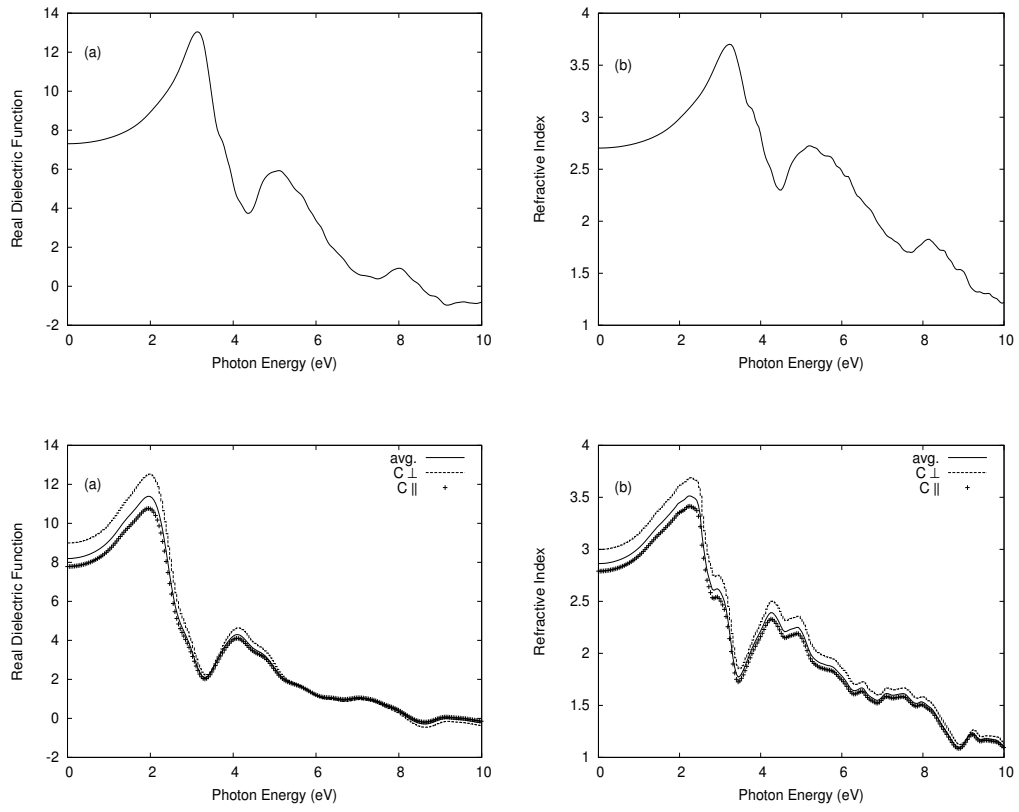 14
12
10
8
6
4
2
0
-2
0 2 4 6 8 10
Real Dielectric Function
Photon Energy (eV)
(a)
4
3.5
3
2.5
2
1.5
1
0 2 4 6 8 10
Refractive Index
Photon Energy (eV)
(b)
14
12
10
8
6
4
2
0
-2
0 2 4 6 8 10
Real Dielectric Function
Photon Energy (eV)
(a)
avg.
C ⊥
C ∥
4
3.5
3
2.5
2
1.5
1
0 2 4 6 8 10
Refractive Index
Photon Energy (eV)
(b)
avg.
C ⊥
C ∥